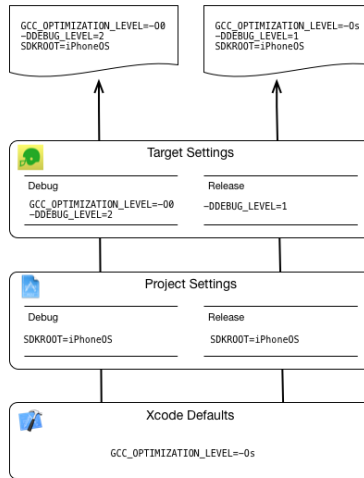 GCC_OPTIMIZATION_LEVEL=-O0
-DDEBUG_LEVEL=2
SDKROOT=iPhoneOS
GCC_OPTIMIZATION_LEVEL=-Os
-DDEBUG_LEVEL=1
SDKROOT=iPhoneOS
Target Settings
Debug
GCC_OPTIMIZATION_LEVEL=-O0
-DDEBUG_LEVEL=2
Release
-DDEBUG_LEVEL=1
Project Settings
Debug
SDKROOT=iPhoneOS
Release
SDKROOT=iPhoneOS
Xcode Defaults
GCC_OPTIMIZATION_LEVEL=-Os